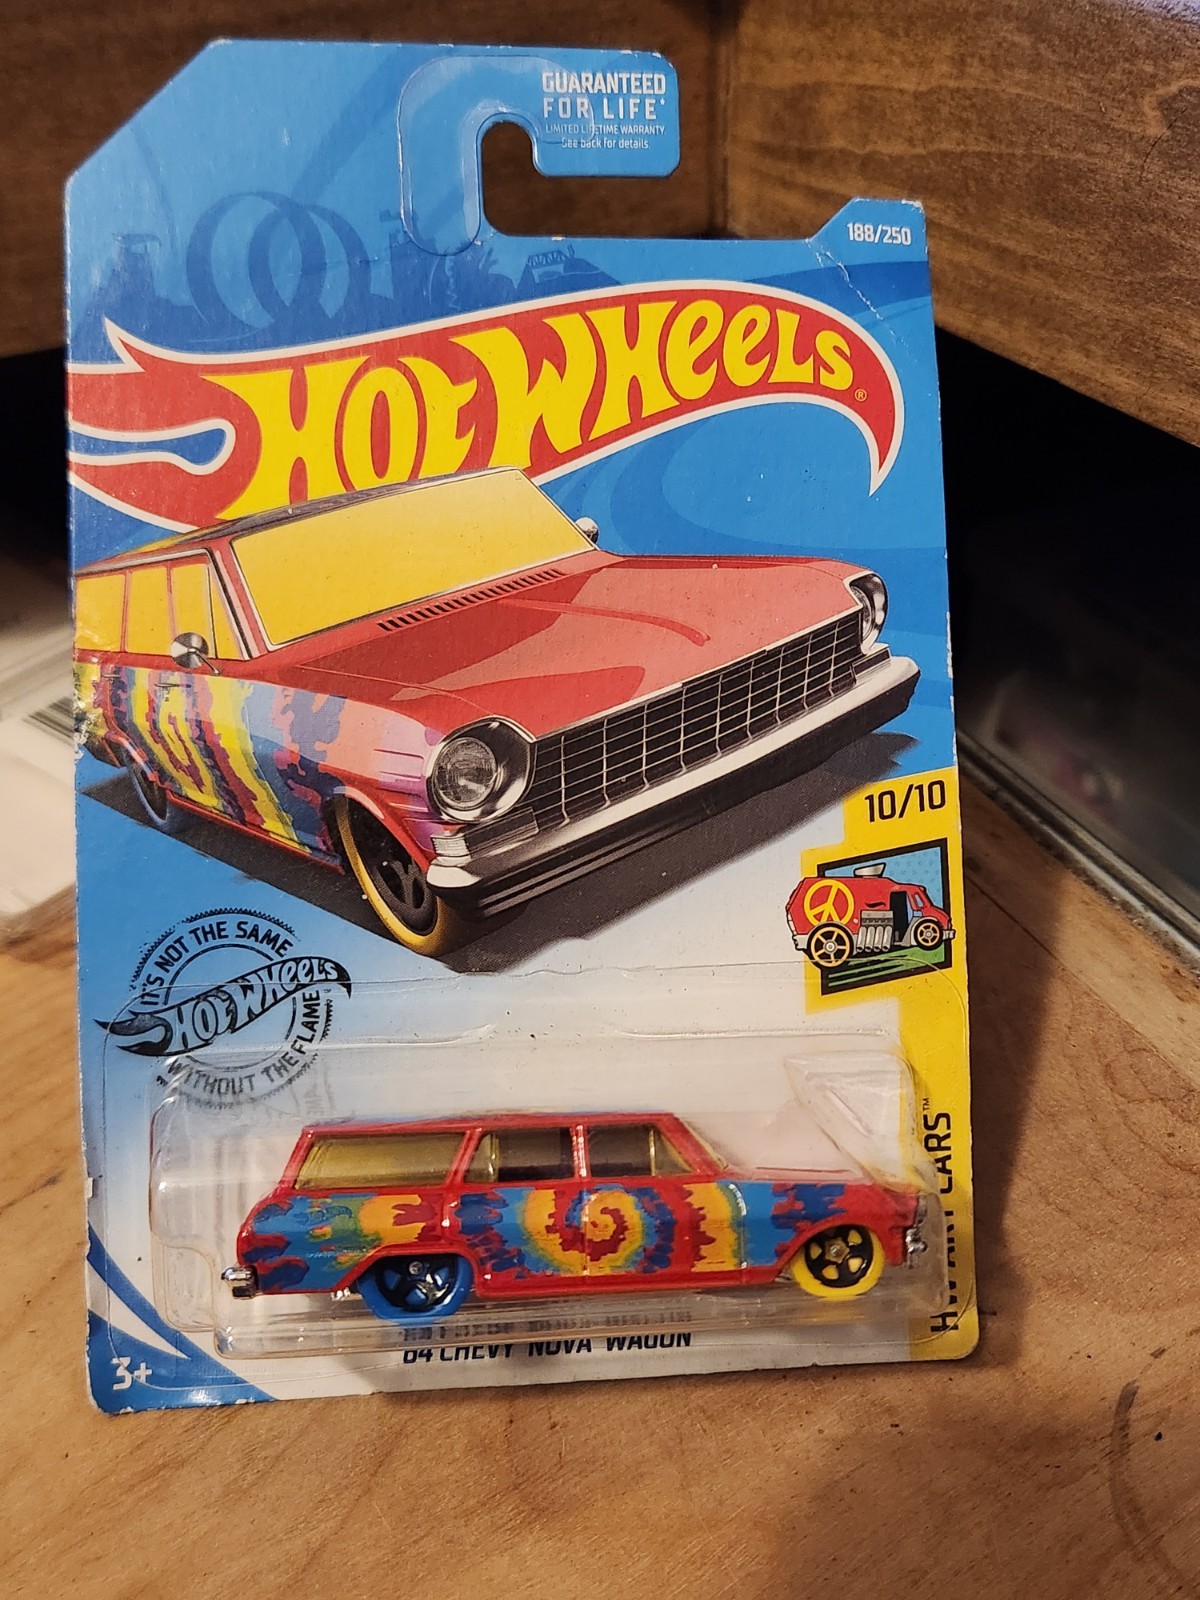 GUARANTEED
FOR LIFE*
LIMITED LIFETIME WARRANTY
See back for details.
188/250
HOT WHEELS®
10/10
IT'S NOT THE SAME
HOT WHEELS
WITHOUT THE FLAME
HW ART CARS™
64 CHEVY NOVA WAGON
3+